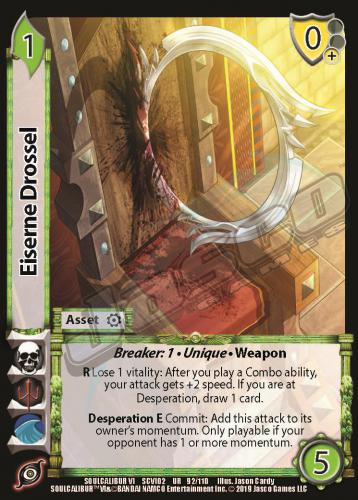 1
0
+
Eiserne Drossel
Asset
Breaker: 1 • Unique • Weapon
R Lose 1 vitality: After you play a Combo ability,
your attack gets +2 speed. If you are at
Desperation, draw 1 card.
Desperation E Commit: Add this attack to its
owner's momentum. Only playable if your
opponent has 1 or more momentum.
5
SOULCALIBUR VI SCVI02 UR 92/110 Illus. Jason Cardy
SOULCALIBUR™ VI&©BANDAI NAMCO Entertainment Inc. © 2019 Jasco Games LLC